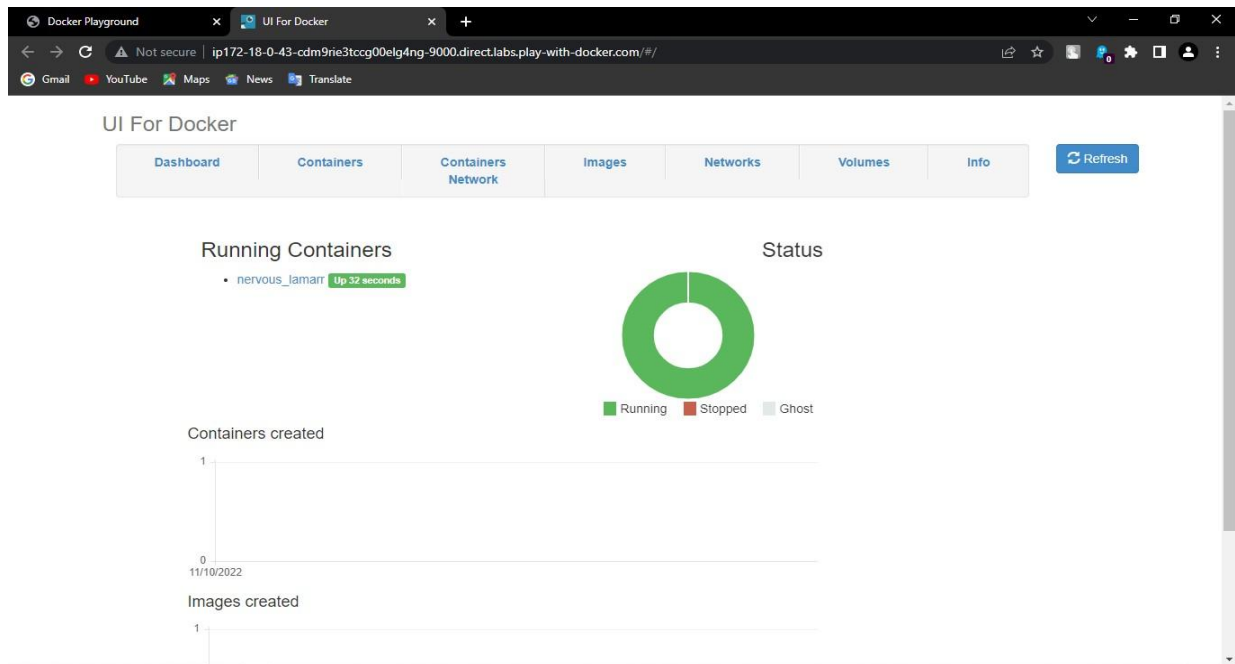 Docker Playground
UI For Docker
Not secure | ip172-18-0-43-cdm9rie3tccg00elg4ng-9000.direct.labs.play-with-docker.com/#/
0
Gmail YouTube Maps News Translate
UI For Docker
Dashboard Containers Containers Network Images Networks Volumes Info
Refresh
Running Containers
nervous_lamarr Up 32 seconds
Status
Running Stopped Ghost
Containers created
1
0
11/10/2022
Images created
1